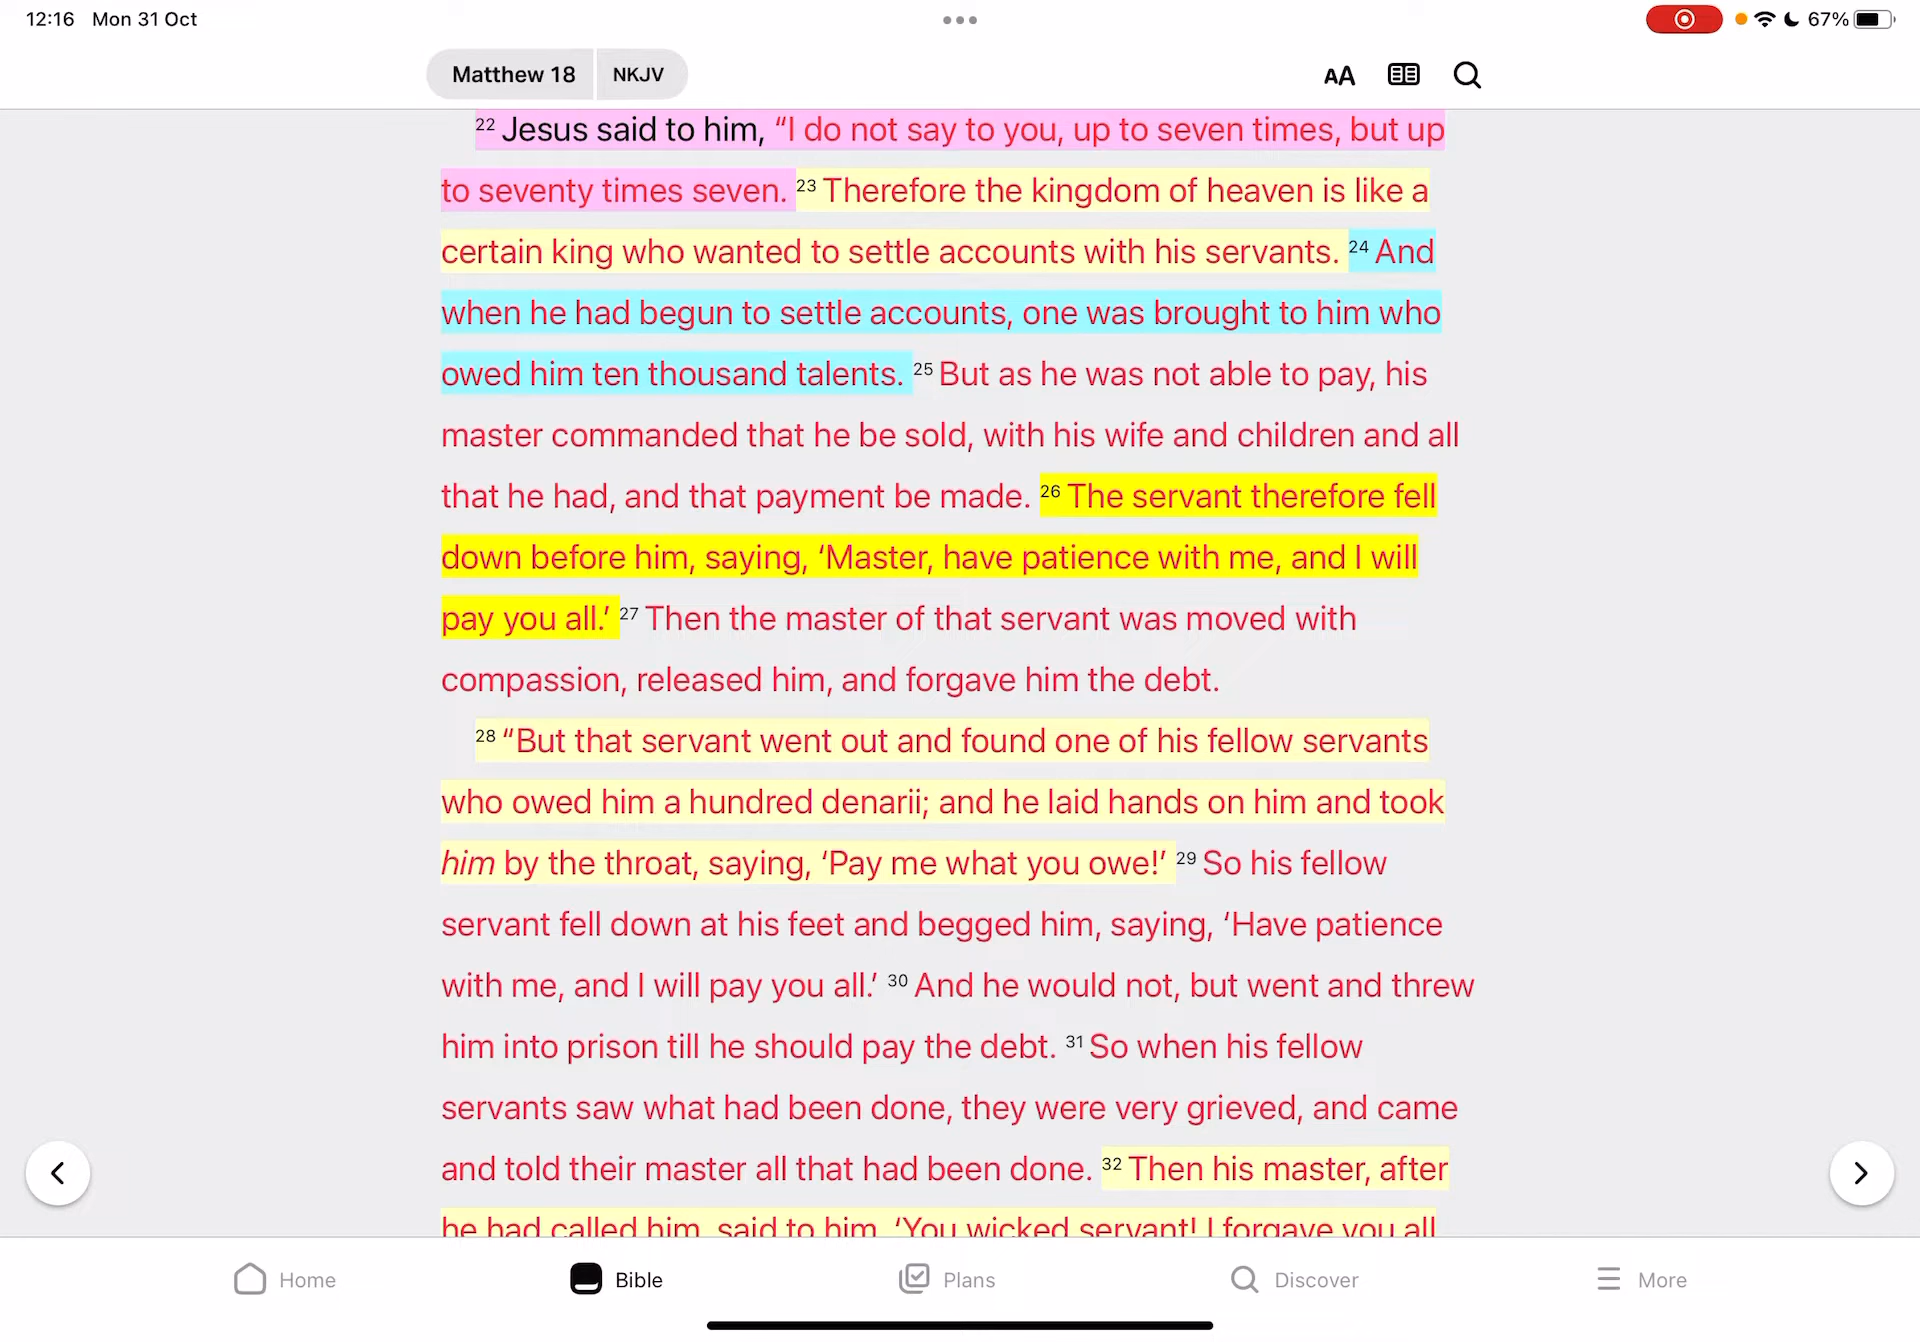 12:16 Mon 31 Oct
67%
Matthew 18 NKJV AA
22 Jesus said to him, “I do not say to you, up to seven times, but up
to seventy times seven. 23 Therefore the kingdom of heaven is like a
certain king who wanted to settle accounts with his servants. 24 And
when he had begun to settle accounts, one was brought to him who
owed him ten thousand talents. 25 But as he was not able to pay, his
master commanded that he be sold, with his wife and children and all
that he had, and that payment be made. 26 The servant therefore fell
down before him, saying, ‘Master, have patience with me, and I will
pay you all.’ 27 Then the master of that servant was moved with
compassion, released him, and forgave him the debt.
28 “But that servant went out and found one of his fellow servants
who owed him a hundred denarii; and he laid hands on him and took
him by the throat, saying, ‘Pay me what you owe!’ 29 So his fellow
servant fell down at his feet and begged him, saying, ‘Have patience
with me, and I will pay you all.’ 30 And he would not, but went and threw
him into prison till he should pay the debt. 31 So when his fellow
servants saw what had been done, they were very grieved, and came
and told their master all that had been done. 32 Then his master, after
he had called him, said to him, ‘You wicked servant! I forgave you all
Home Bible Plans Discover More